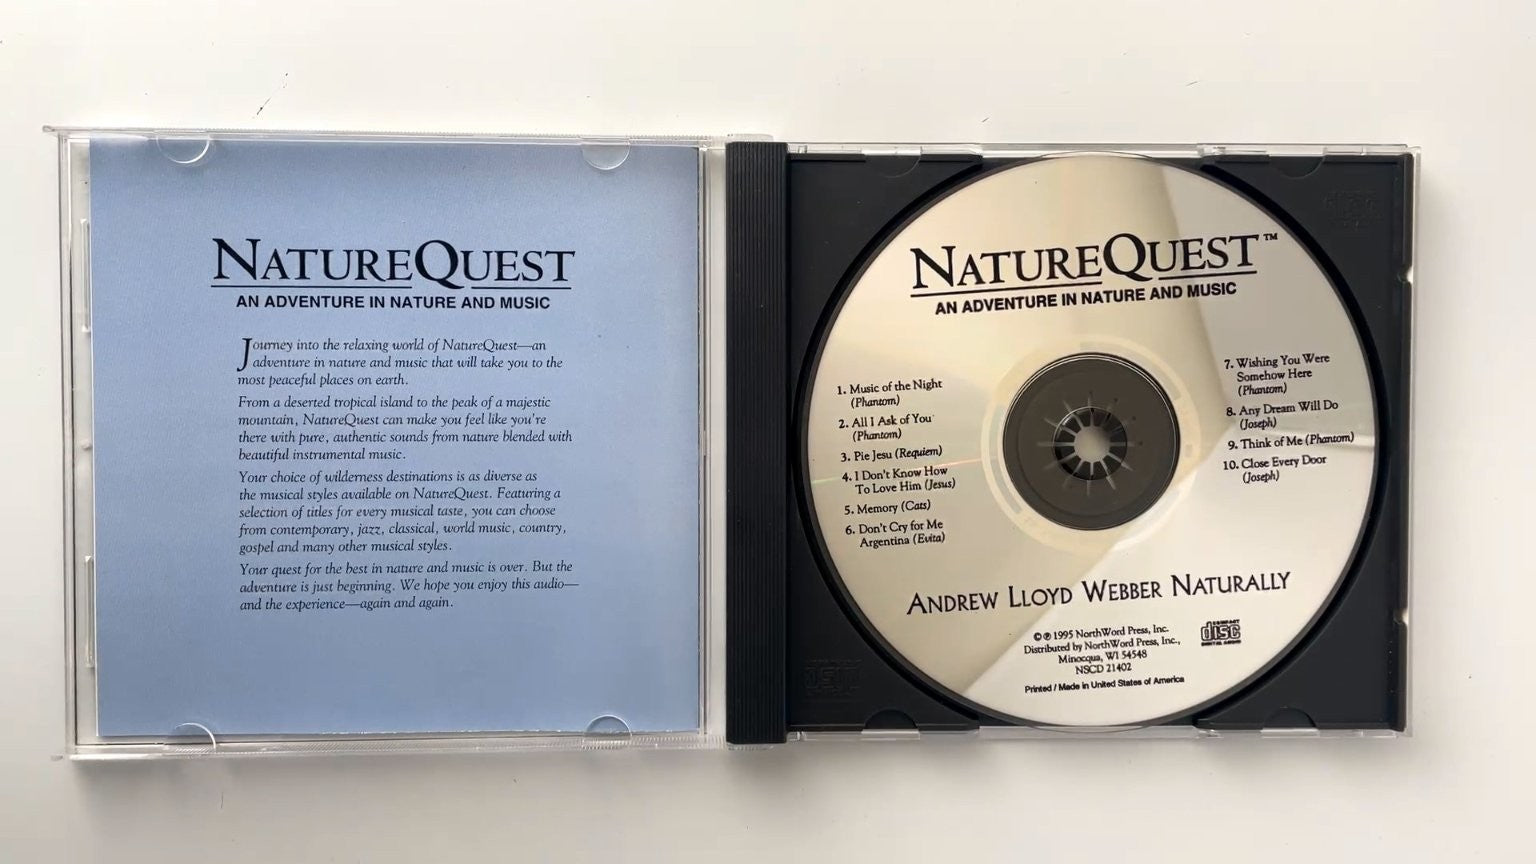 NATUREQUEST
AN ADVENTURE IN NATURE AND MUSIC
Journey into the relaxing world of NatureQuest—an
adventure in nature and music that will take you to the
most peaceful places on earth.
From a deserted tropical island to the peak of a majestic
mountain, NatureQuest can make you feel like you're
there with pure, authentic sounds from nature blended with
beautiful instrumental music.
Your choice of wilderness destinations is as diverse as
the musical styles available on NatureQuest. Featuring a
selection of titles for every musical taste, you can choose
from contemporary, jazz, classical, world music, country,
gospel and many other musical styles.
Your quest for the best in nature and music is over. But the
adventure is just beginning. We hope you enjoy this audio—
and the experience—again and again.
NATUREQUEST™
AN ADVENTURE IN NATURE AND MUSIC
1. Music of the Night
(Phantom)
2. All I Ask of You
(Phantom)
3. Pie Jesu (Requiem)
4. I Don't Know How
To Love Him (Jesus)
5. Memory (Cats)
6. Don't Cry for Me
Argentina (Evita)
7. Wishing You Were
Somehow Here
(Phantom)
8. Any Dream Will Do
(Joseph)
9. Think of Me (Phantom)
10. Close Every Door
(Joseph)
ANDREW LLOYD WEBBER NATURALLY
© ℗ 1995 NorthWord Press, Inc.
Distributed by NorthWord Press, Inc.,
Minocqua, WI 54548
NSCD 21402
Printed / Made in United States of America
COMPACT
disc
DIGITAL AUDIO